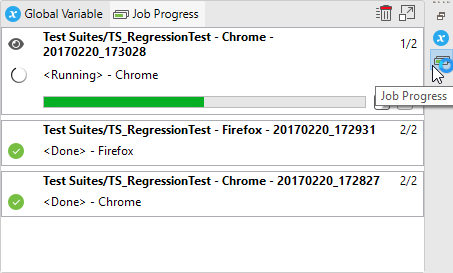 Global Variable
Job Progress
Test Suites/TS_RegressionTest - Chrome -
20170220_173028
1/2
<Running> - Chrome
Job Progress
Test Suites/TS_RegressionTest - Firefox - 20170220_172931
2/2
<Done> - Firefox
Test Suites/TS_RegressionTest - Chrome - 20170220_172827
2/2
<Done> - Chrome